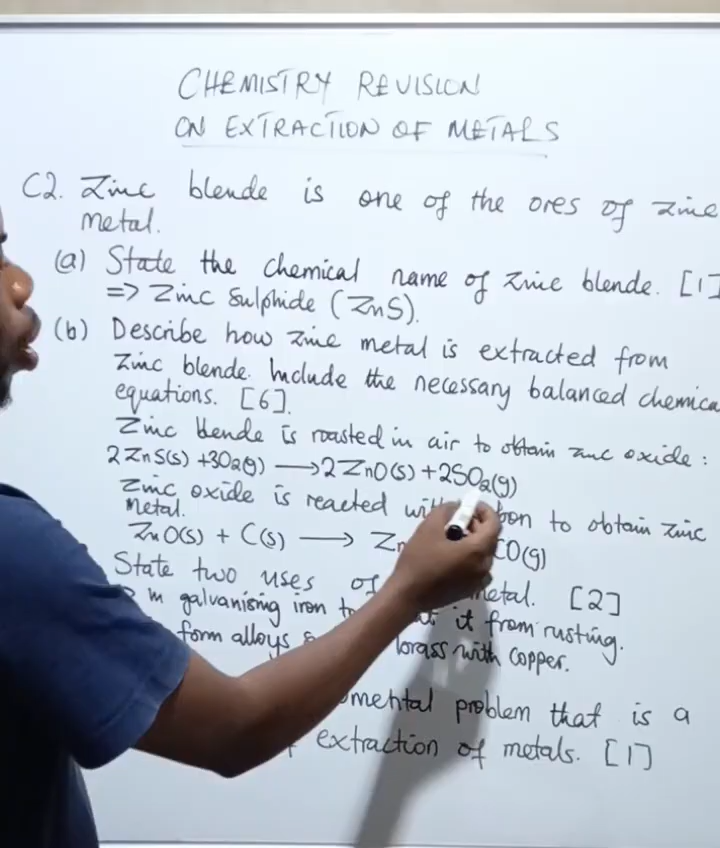 CHEMISTRY REVISION
ON EXTRACTION OF METALS
C2. Zinc blende is one of the ores of zinc
metal.
(a) State the chemical name of zinc blende. [1]
=> Zinc sulphide (ZnS).
(b) Describe how zinc metal is extracted from
zinc blende. Include the necessary balanced chemica
equations. [6].
Zinc blende is roasted in air to obtain zinc oxide:
2ZnS(s) + 3O2(g) → 2ZnO(s) + 2SO2(g)
Zinc oxide is reacted to obtain zinc
metal.
ZnO(s) + C(s) → CO(g)
State two uses of metal. [2]
in galvanising iron it from rusting.
form alloys brass with copper.
problem that is a
extraction of metals. [1]